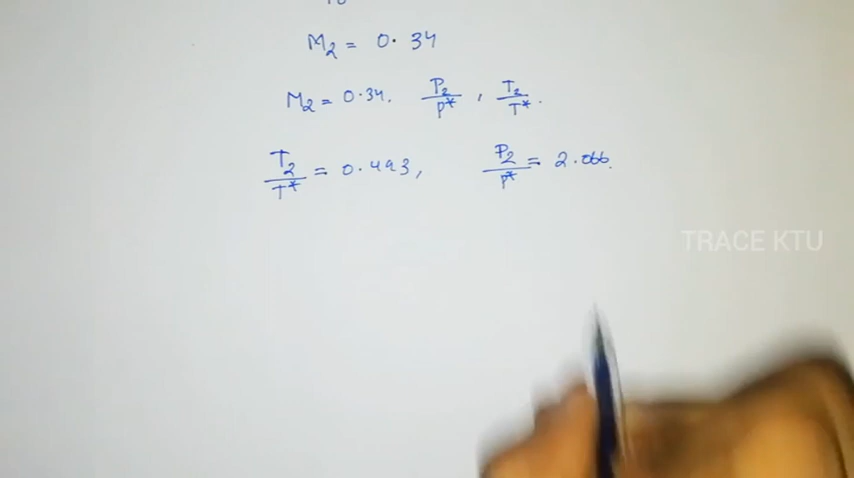 M₂ = 0.34
M₂ = 0.34. P₂/P* , T₂/T* .
T₂/T* = 0.493, P₂/P* = 2.066.
TRACE KTU